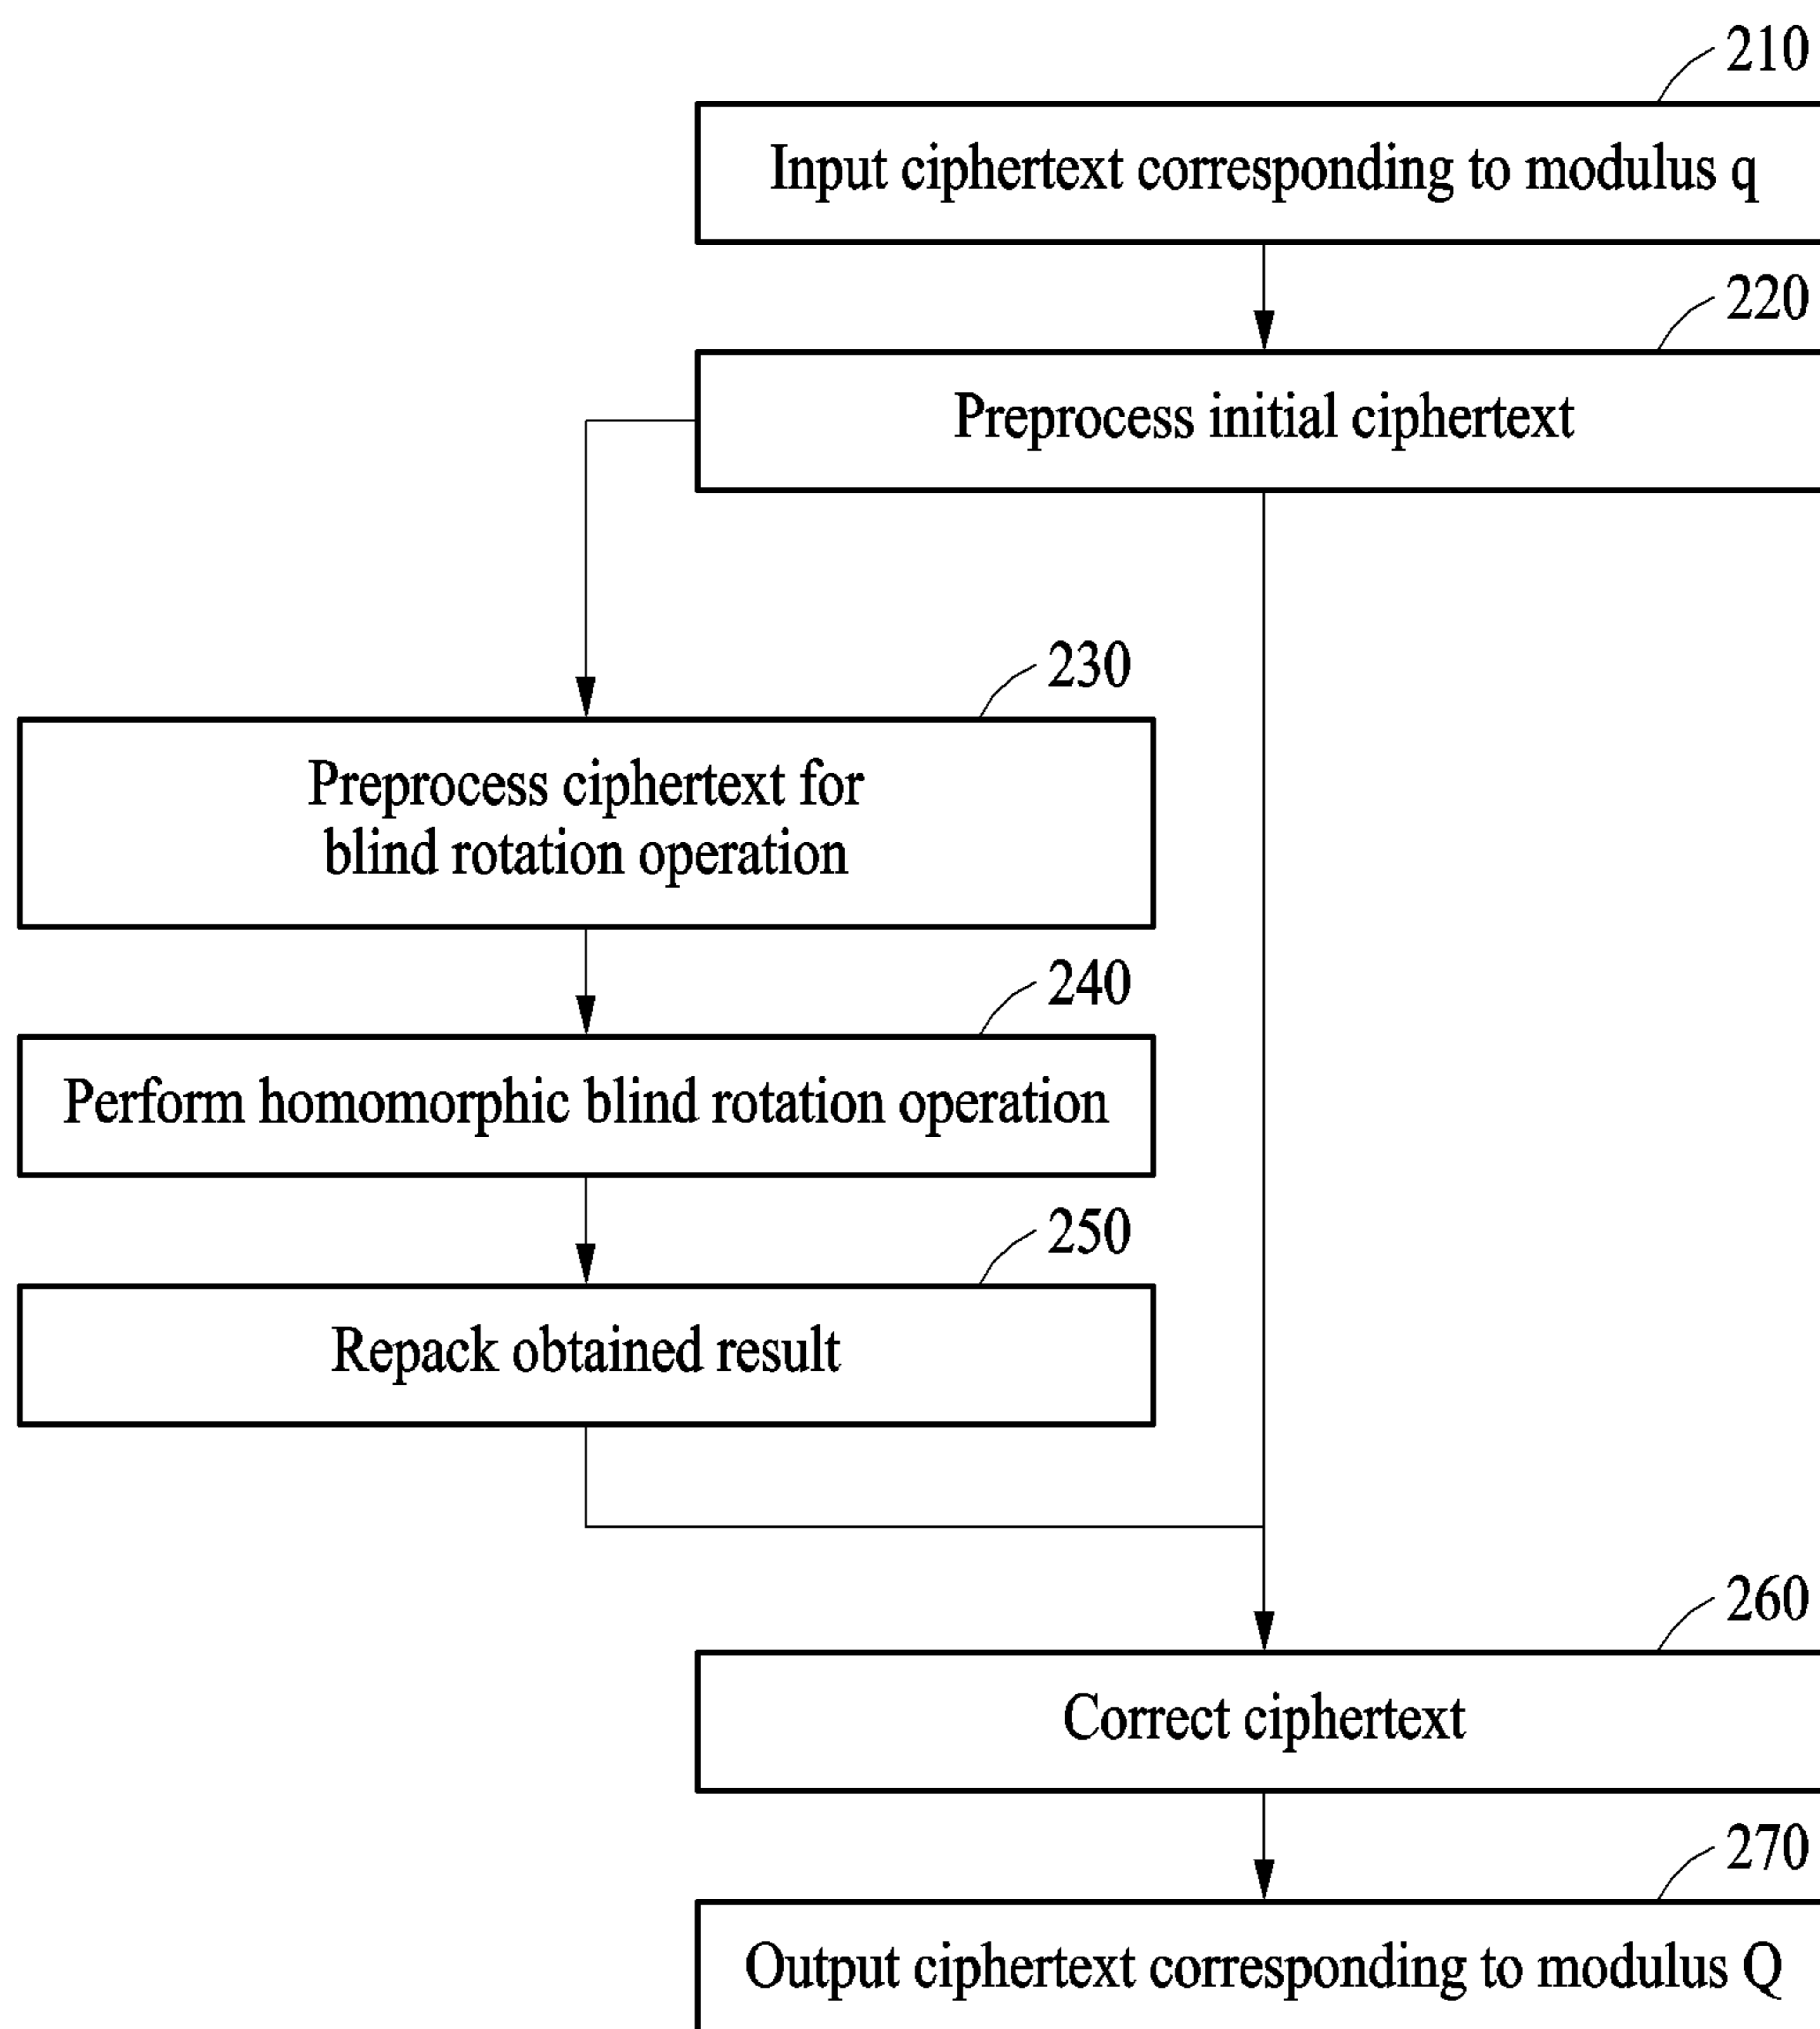 210
Input ciphertext corresponding to modulus q
220
Preprocess initial ciphertext
230
Preprocess ciphertext for
blind rotation operation
240
Perform homomorphic blind rotation operation
250
Repack obtained result
260
Correct ciphertext
270
Output ciphertext corresponding to modulus Q